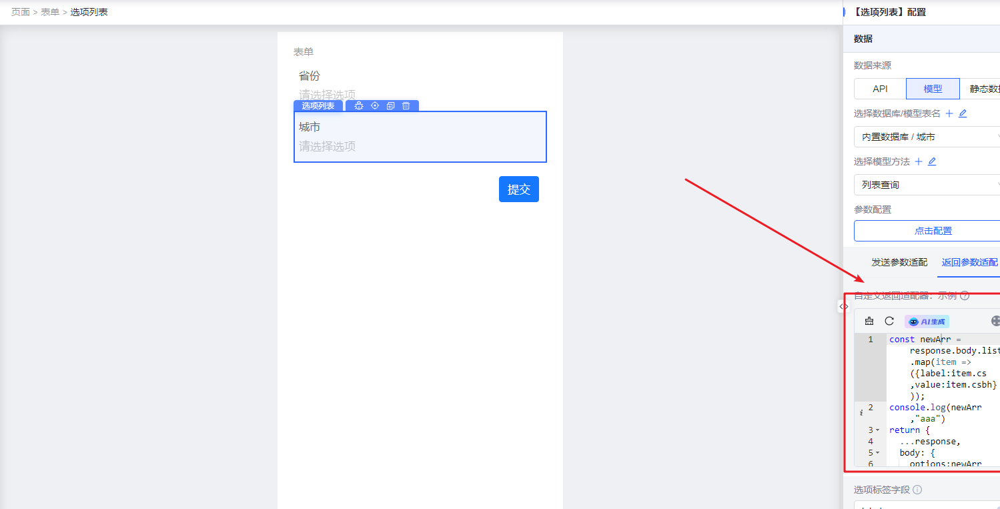 页面 > 表单 > 选项列表
【选项列表】配置
数据
表单
数据来源
省份
API
模型
请选择选项
选项列表
选择数据库/模型表名
城市
内置数据库 / 城市
请选择选项
选择模型方法
列表查询
提交
参数配置
点击配置
发送参数适配
返回参数适配
自定义返回适配器：示例
AI生成
1 const newArr =
response.body.list
.map(item =>
({label:item.cs
,value:item.csbh}
));
2 console.log(newArr
,"aaa")
3 return {
4 ...response,
5 body: {
6 options:newArr
选项标签字段